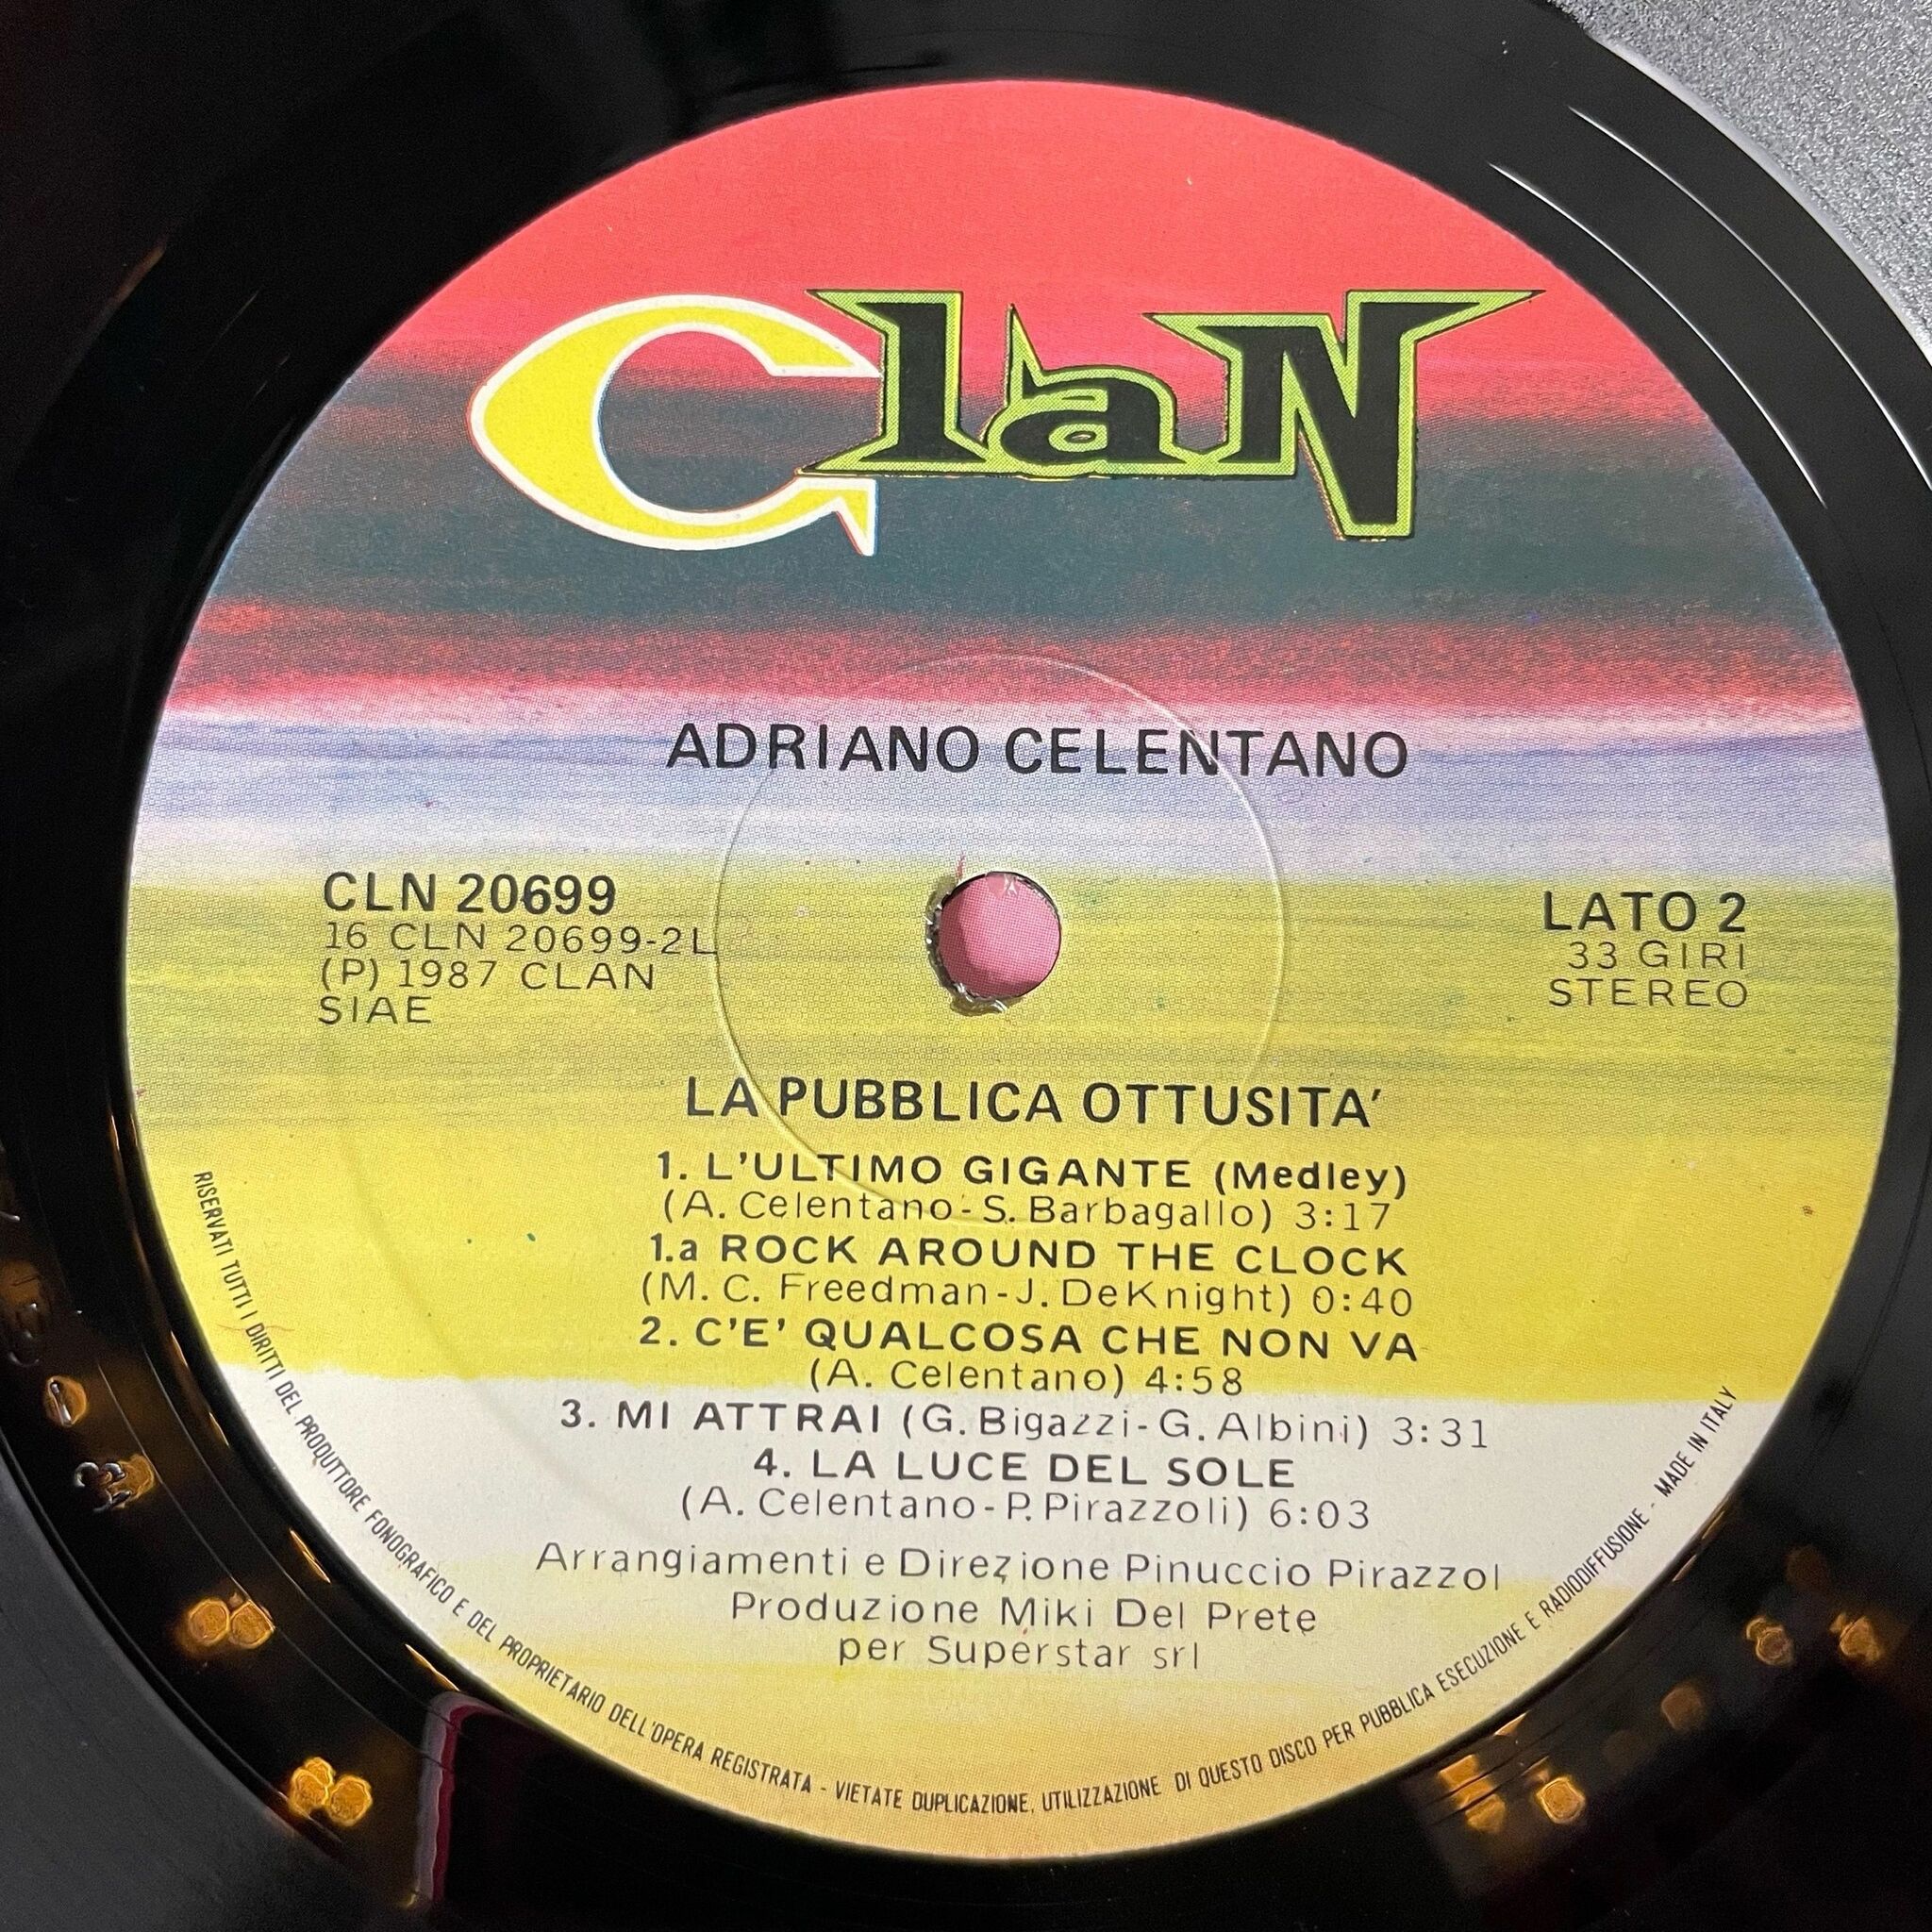 ClaN
ADRIANO CELENTANO
CLN 20699
16 CLN 20699-2L
(P) 1987 CLAN
SIAE
LATO 2
33 GIRI
STEREO
LA PUBBLICA OTTUSITA'
1. L'ULTIMO GIGANTE (Medley)
(A. Celentano - S. Barbagallo) 3:17
1.a ROCK AROUND THE CLOCK
(M. C. Freedman - J. DeKnight) 0:40
2. C'E' QUALCOSA CHE NON VA
(A. Celentano) 4:58
3. MI ATTRAI (G. Bigazzi - G. Albini) 3:31
4. LA LUCE DEL SOLE
(A. Celentano - P. Pirazzoli) 6:03
Arrangiamenti e Direzione Pinuccio Pirazzol
Produzione Miki Del Prete
per Superstar srl
RISERVATI TUTTI I DIRITTI DEL PRODUTTORE FONOGRAFICO E DEL PROPRIETARIO DELL'OPERA REGISTRATA - VIETATE DUPLICAZIONE, UTILIZZAZIONE DI QUESTO DISCO PER PUBBLICA ESECUZIONE E RADIODIFFUSIONE - MADE IN ITALY